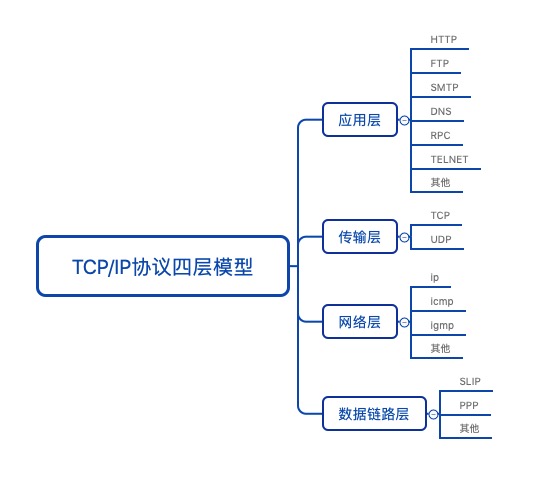 TCP/IP协议四层模型
应用层
HTTP
FTP
SMTP
DNS
RPC
TELNET
其他
传输层
TCP
UDP
网络层
ip
icmp
igmp
其他
数据链路层
SLIP
PPP
其他